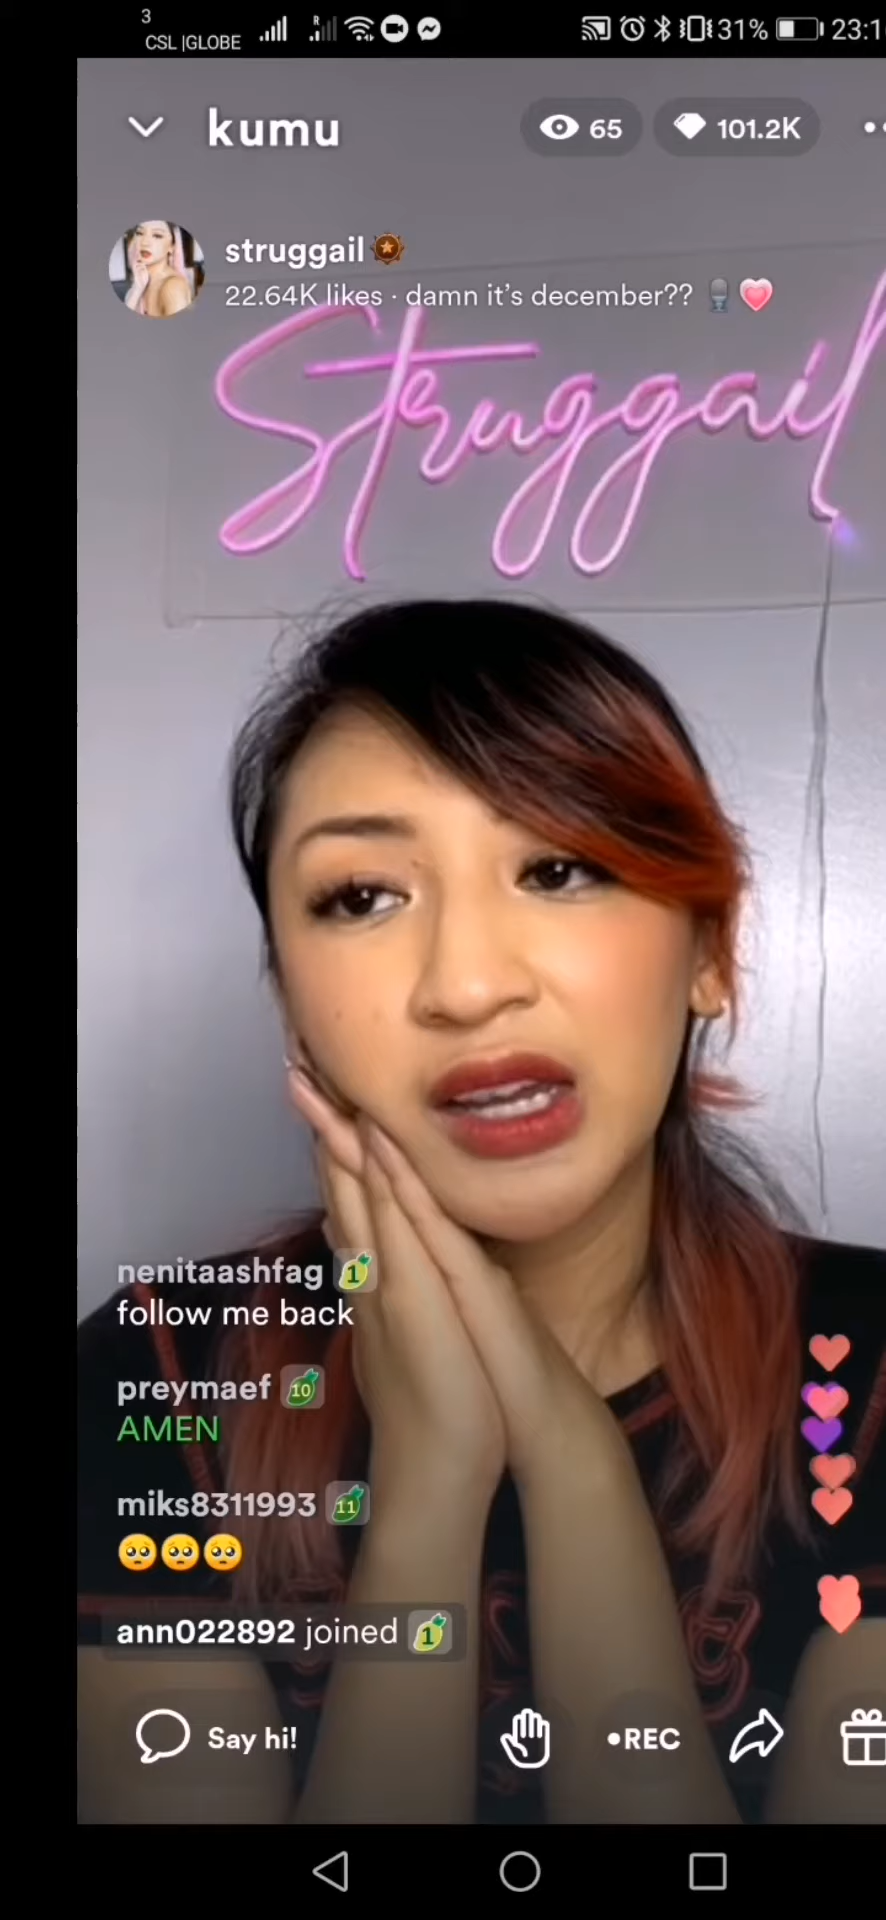 3
CSL |GLOBE
R
31%
23:1
kumu
65
101.2K
struggail
22.64K likes · damn it's december??
Struggail
nenitaashfag 1
follow me back
preymaef 10
AMEN
miks8311993 11
🥺🥺🥺
ann022892 joined 1
Say hi!
•REC